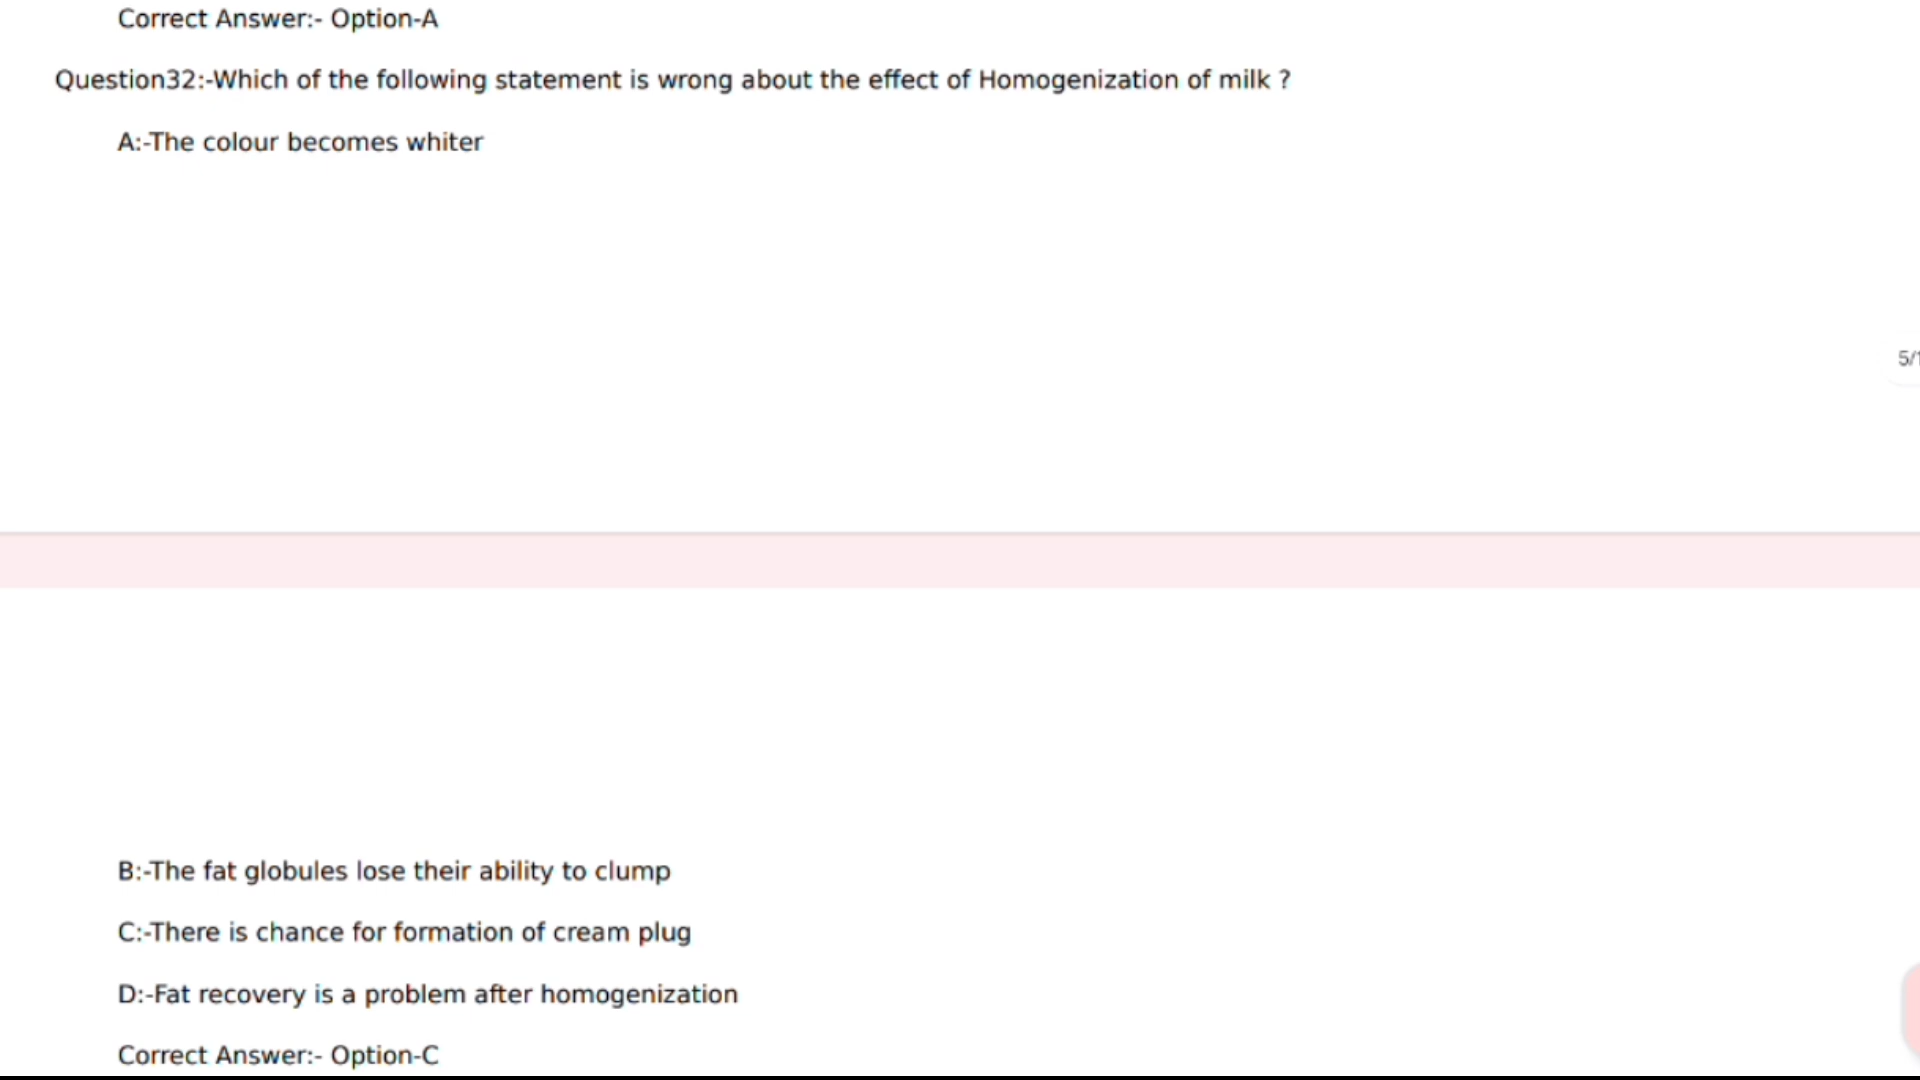 Correct Answer:- Option-A
Question32:-Which of the following statement is wrong about the effect of Homogenization of milk ?
A:-The colour becomes whiter
5/1
B:-The fat globules lose their ability to clump
C:-There is chance for formation of cream plug
D:-Fat recovery is a problem after homogenization
Correct Answer:- Option-C